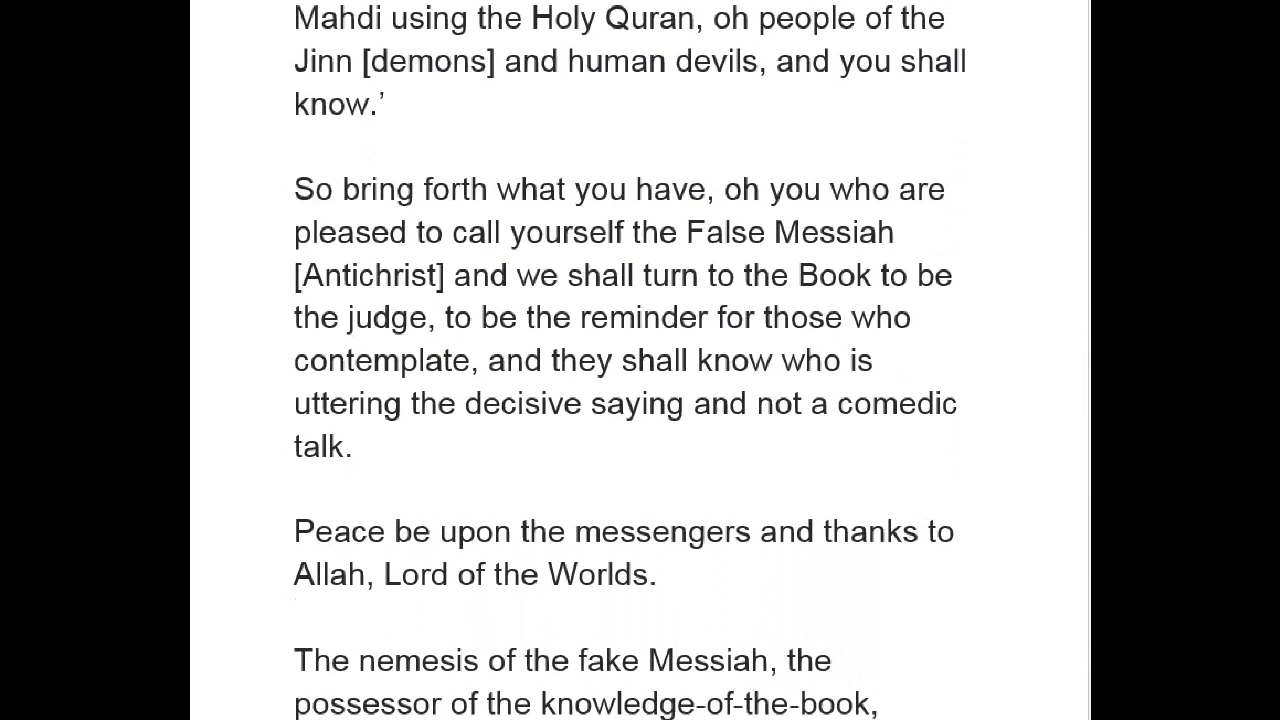 Mahdi using the Holy Quran, oh people of the
Jinn [demons] and human devils, and you shall
know.’
So bring forth what you have, oh you who are
pleased to call yourself the False Messiah
[Antichrist] and we shall turn to the Book to be
the judge, to be the reminder for those who
contemplate, and they shall know who is
uttering the decisive saying and not a comedic
talk.
Peace be upon the messengers and thanks to
Allah, Lord of the Worlds.
The nemesis of the fake Messiah, the
possessor of the knowledge-of-the-book,